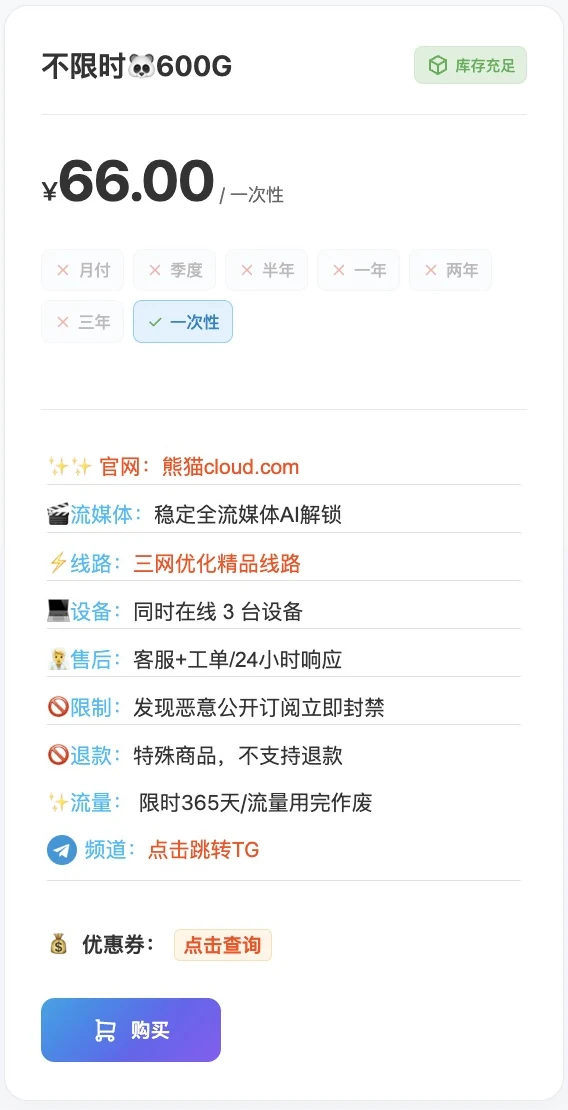 不限时🐼600G
库存充足
¥66.00 / 一次性
月付 季度 半年 一年 两年
三年 一次性
✨✨ 官网：熊猫cloud.com
🎬流媒体：稳定全流媒体AI解锁
⚡线路：三网优化精品线路
💻设备：同时在线 3 台设备
售后：客服+工单/24小时响应
🚫限制：发现恶意公开订阅立即封禁
🚫退款：特殊商品，不支持退款
✨流量： 限时365天/流量用完作废
频道：点击跳转TG
💰 优惠券： 点击查询
购买